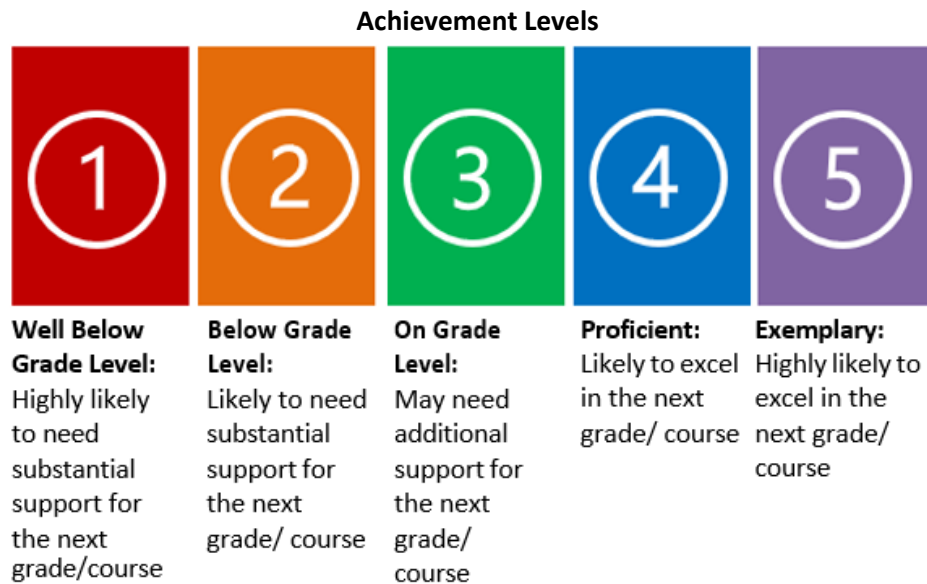 Achievement Levels
1
2
3
4
5
Well Below
Grade Level:
Highly likely
to need
substantial
support for
the next
grade/course
Below Grade
Level:
Likely to need
substantial
support for
the next
grade/ course
On Grade
Level:
May need
additional
support for
the next
grade/
course
Proficient:
Likely to excel
in the next
grade/ course
Exemplary:
Highly likely to
excel in the
next grade/
course